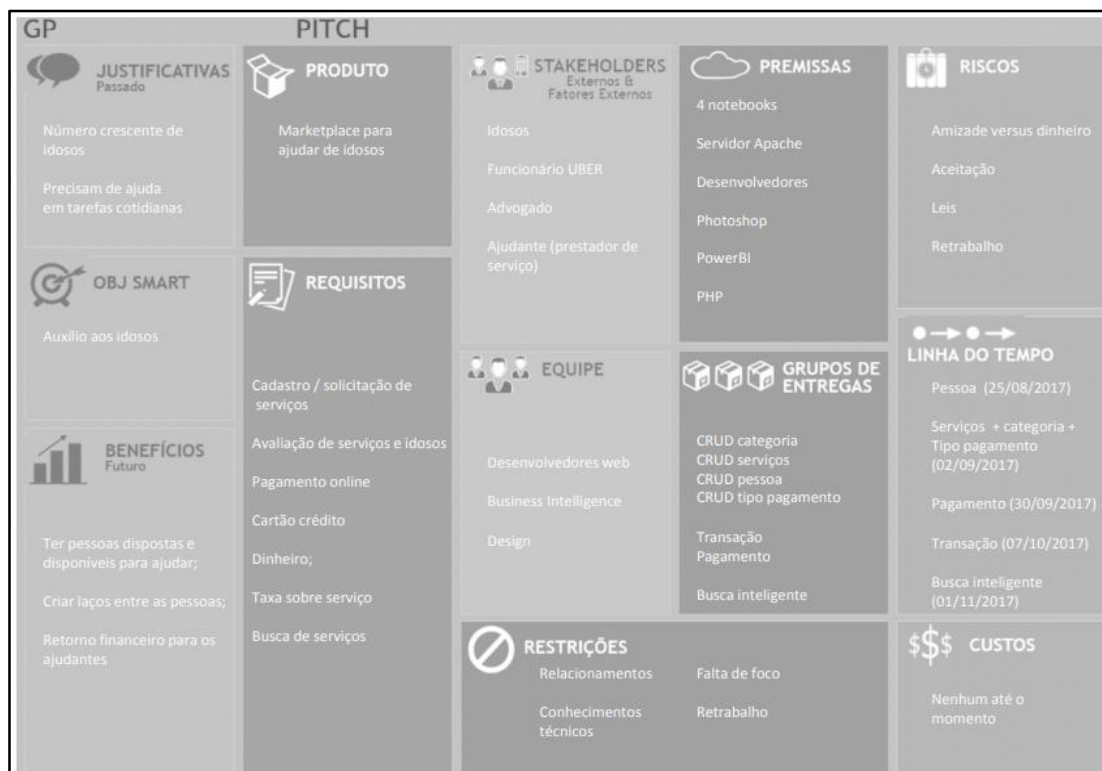 GP
PITCH
JUSTIFICATIVAS
Passado
Número crescente de
idosos
Precisam de ajuda
em tarefas cotidianas
OBJ SMART
Auxílio aos idosos
BENEFÍCIOS
Futuro
Ter pessoas dispostas e
disponíveis para ajudar;
Criar laços entre as pessoas;
Retorno financeiro para os
ajudantes
PRODUTO
Marketplace para
ajudar de idosos
REQUISITOS
Cadastro / solicitação de
serviços
Avaliação de serviços e idosos
Pagamento online
Cartão crédito
Dinheiro;
Taxa sobre serviço
Busca de serviços
STAKEHOLDERS
Externos &
Fatores Externos
Idosos
Funcionário UBER
Advogado
Ajudante (prestador de
serviço)
EQUIPE
Desenvolvedores web
Business Intelligence
Design
PREMISSAS
4 notebooks
Servidor Apache
Desenvolvedores
Photoshop
PowerBI
PHP
GRUPOS DE
ENTREGAS
CRUD categoria
CRUD serviços
CRUD pessoa
CRUD tipo pagamento
Transação
Pagamento
Busca inteligente
RESTRIÇÕES
Relacionamentos
Conhecimentos
técnicos
Falta de foco
Retrabalho
RISCOS
Amizade versus dinheiro
Aceitação
Leis
Retrabalho
LINHA DO TEMPO
Pessoa (25/08/2017)
Serviços + categoria +
Tipo pagamento
(02/09/2017)
Pagamento (30/09/2017)
Transação (07/10/2017)
Busca inteligente
(01/11/2017)
$$$ CUSTOS
Nenhum até o
momento